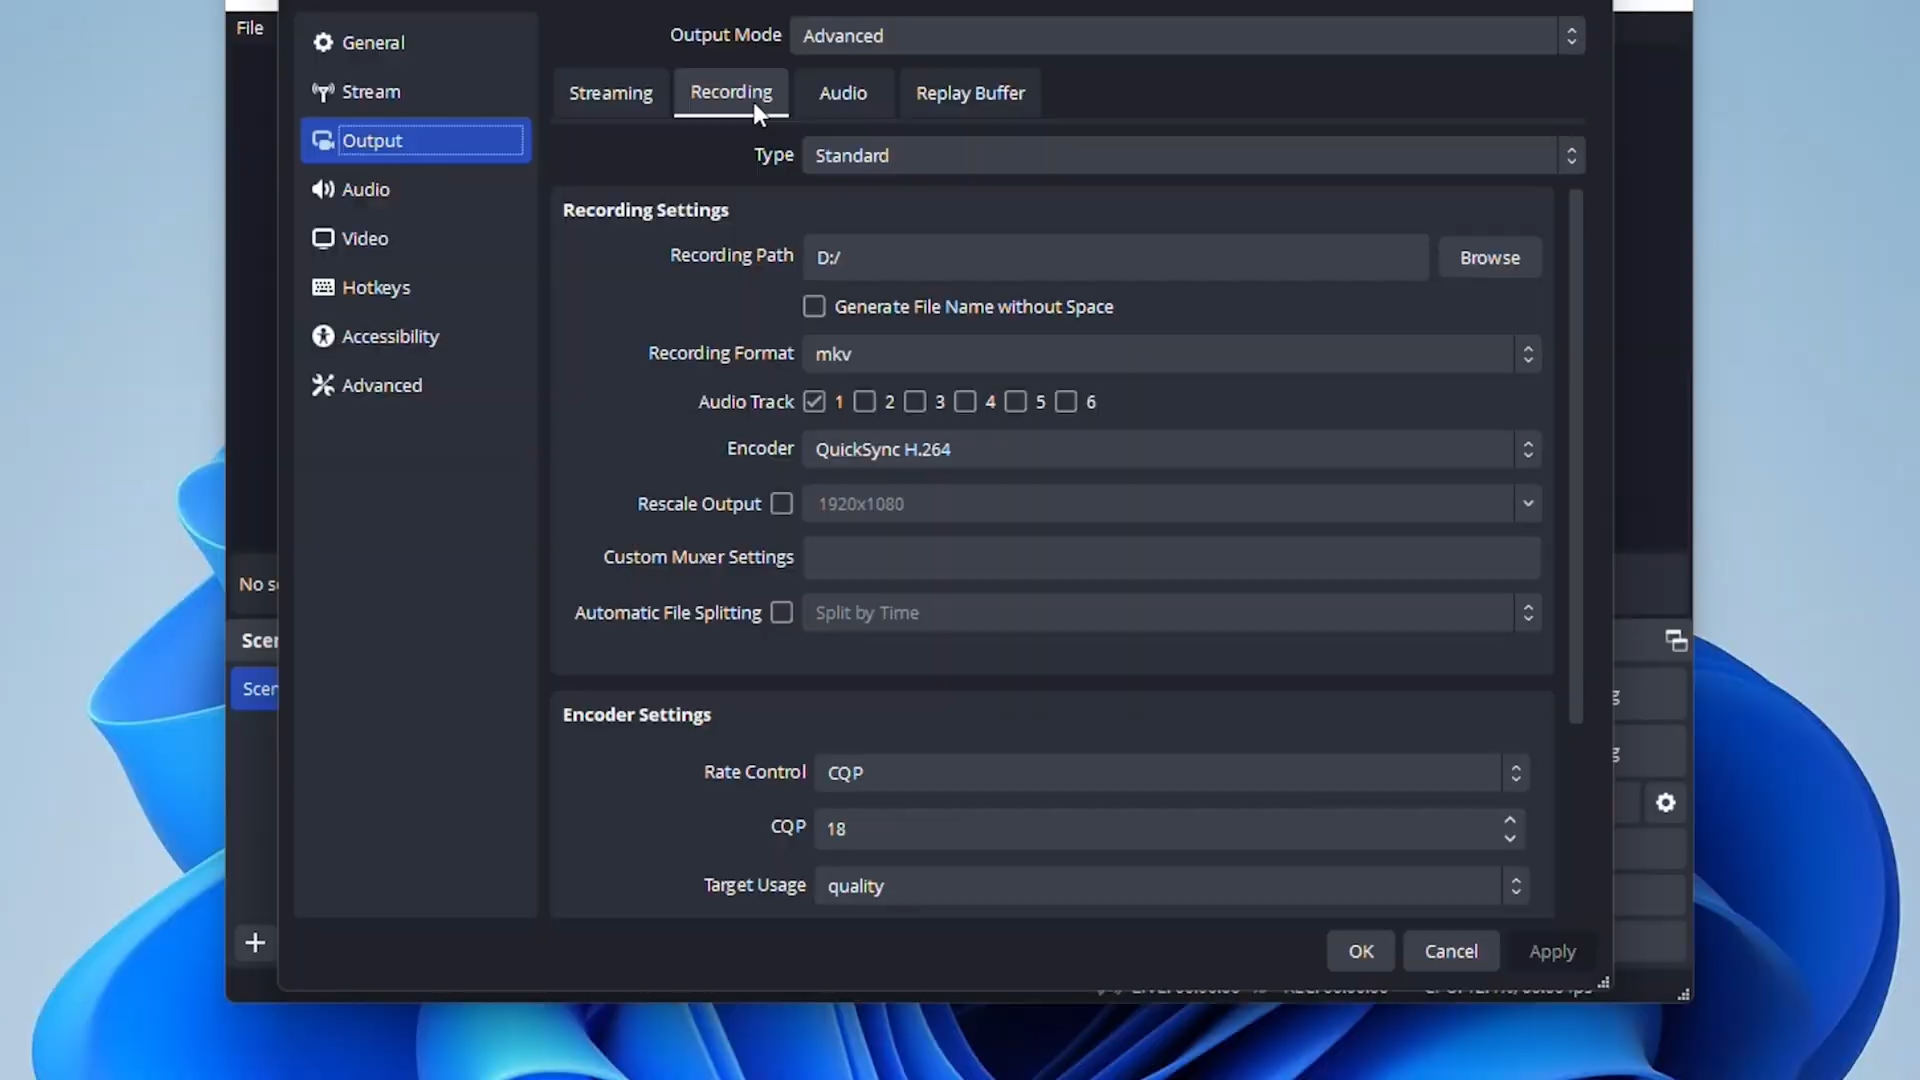 File
General
Stream
Output
Audio
Video
Hotkeys
Accessibility
Advanced
Output Mode Advanced
Streaming Recording Audio Replay Buffer
Type Standard
Recording Settings
Recording Path D:/ Browse
Generate File Name without Space
Recording Format mkv
Audio Track 1 2 3 4 5 6
Encoder QuickSync H.264
Rescale Output 1920x1080
Custom Muxer Settings
Automatic File Splitting Split by Time
Encoder Settings
Rate Control CQP
CQP 18
Target Usage quality
OK Cancel Apply
No s
Scen
Scen
g
g